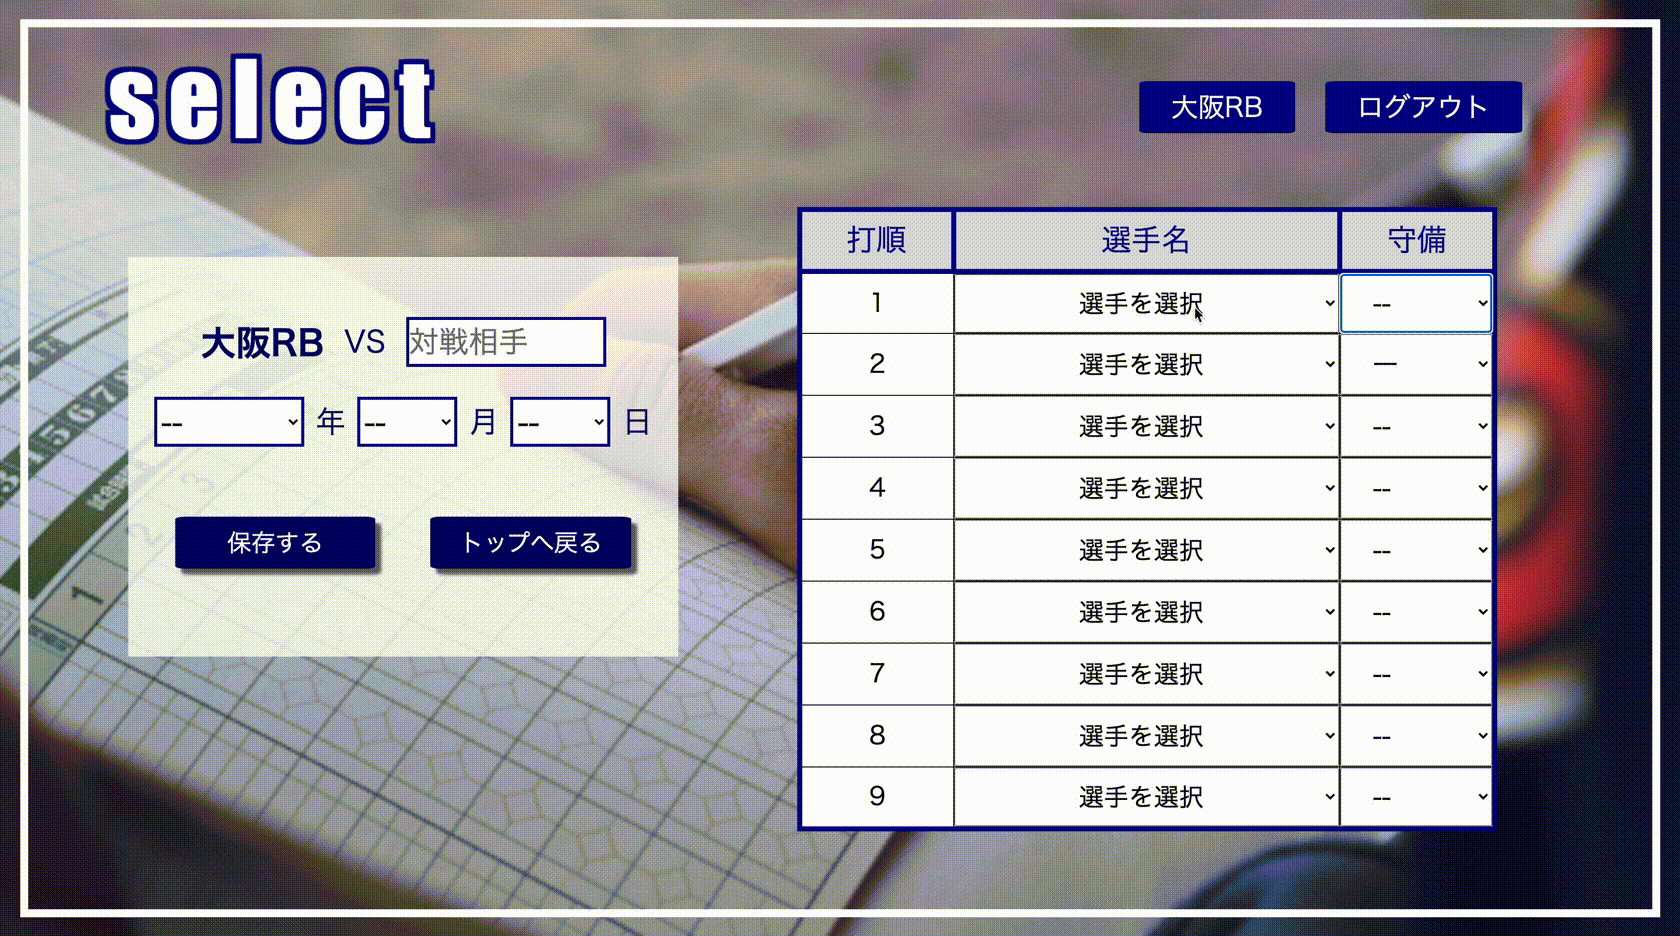 select
大阪RB ログアウト
大阪RB VS 対戦相手
-- 年 -- 月 -- 日
保存する トップへ戻る
打順 選手名 守備
1 選手を選択 --
2 選手を選択 —
3 選手を選択 --
4 選手を選択 --
5 選手を選択 --
6 選手を選択 --
7 選手を選択 --
8 選手を選択 --
9 選手を選択 --